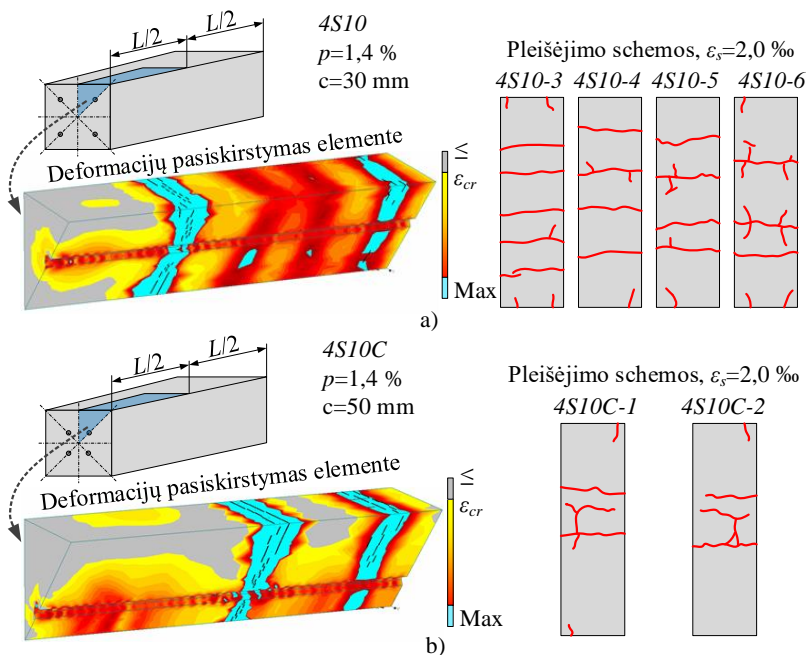 L/2
L/2
4S10
p=1,4 %
c=30 mm
Deformacijų pasiskirstymas elemente
≤
εcr
Max
Pleišėjimo schemos, εs=2,0 ‰
4S10-3 4S10-4 4S10-5 4S10-6
a)
L/2
L/2
4S10C
p=1,4 %
c=50 mm
Deformacijų pasiskirstymas elemente
≤
εcr
Max
Pleišėjimo schemos, εs=2,0 ‰
4S10C-1 4S10C-2
b)